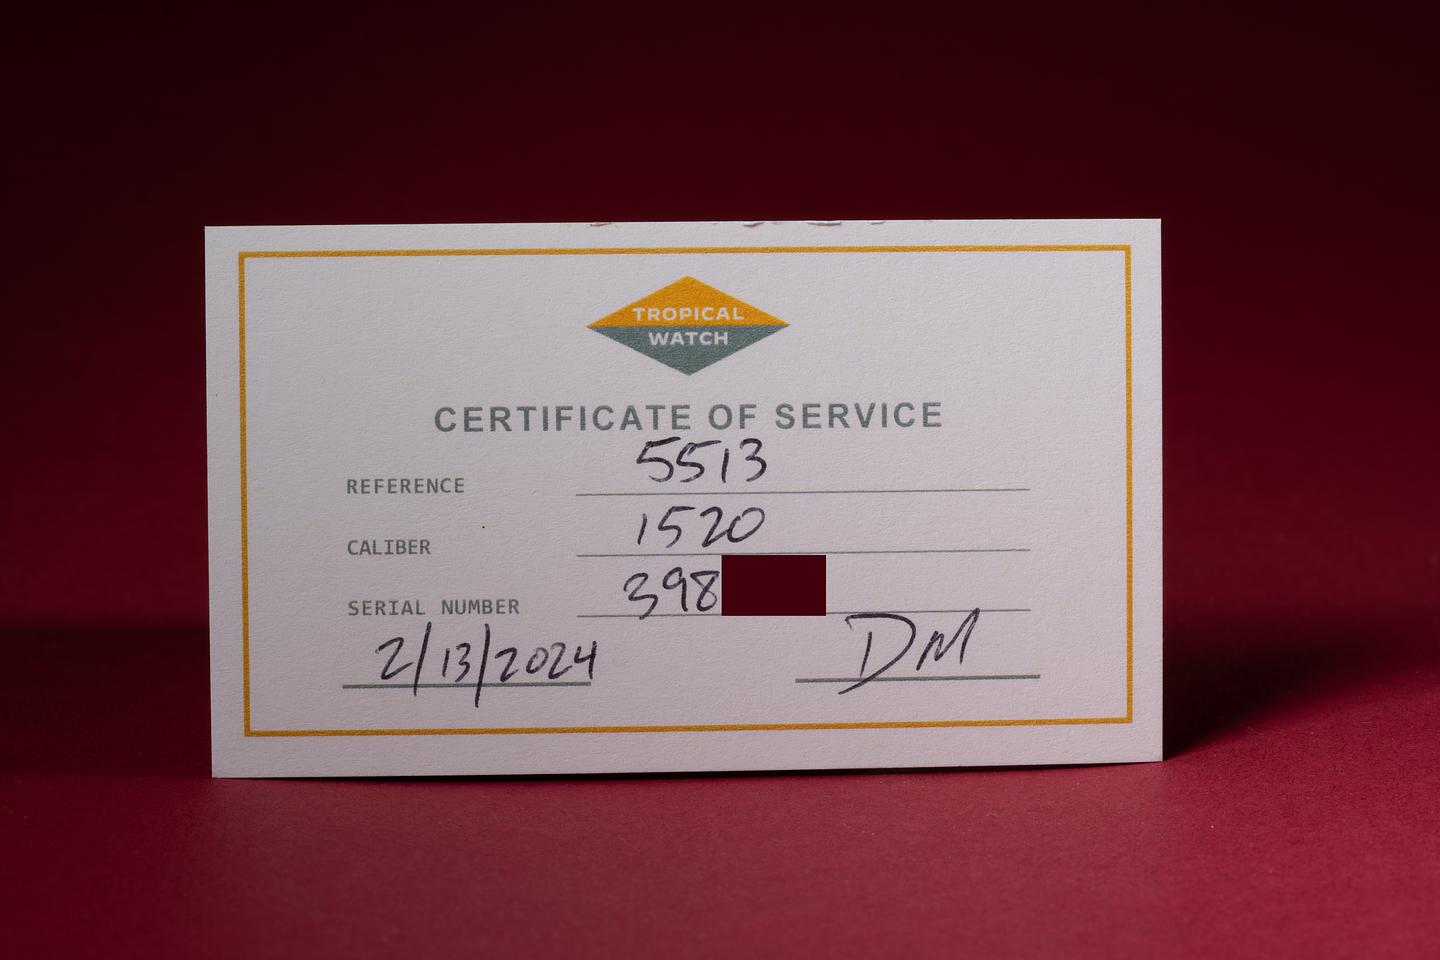 TROPICAL
WATCH
CERTIFICATE OF SERVICE
REFERENCE 5513
CALIBER 1520
SERIAL NUMBER 398
2/13/2024 DM